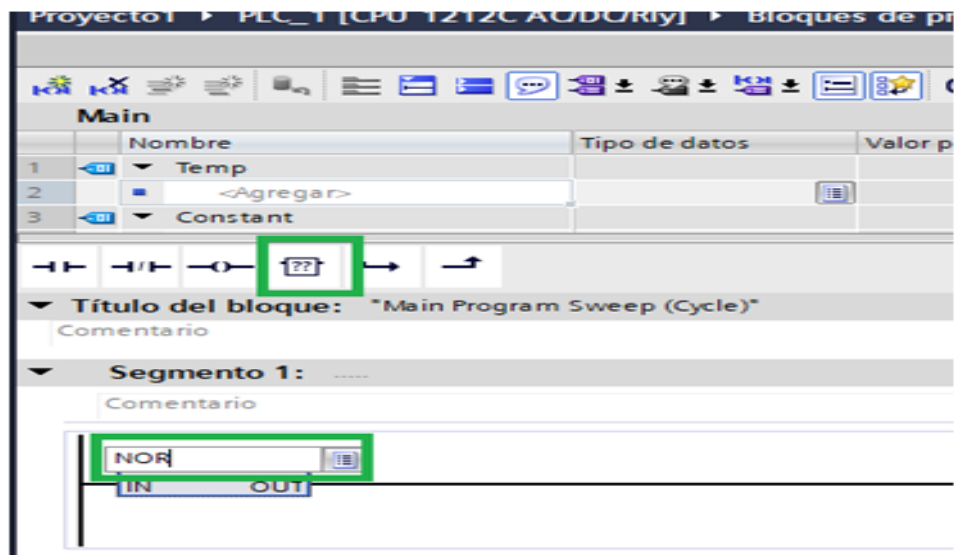 Proyecto1 ▸ PLC_1 [CPU 1212C AC/DC/Rly] ▸ Bloques de
Main
Nombre Tipo de datos Valor
1 Temp
2 <Agregar>
3 Constant
??
Título del bloque: "Main Program Sweep (Cycle)"
Comentario
Segmento 1: .....
Comentario
NOR
IN OUT